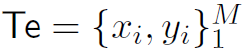 Te = {x_i, y_i}_1^M